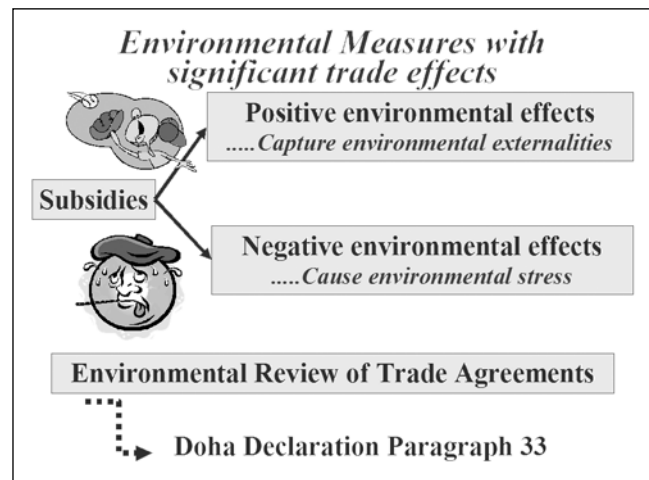 Environmental Measures with
significant trade effects
Positive environmental effects
.....Capture environmental externalities
Subsidies
Negative environmental effects
.....Cause environmental stress
Environmental Review of Trade Agreements
Doha Declaration Paragraph 33